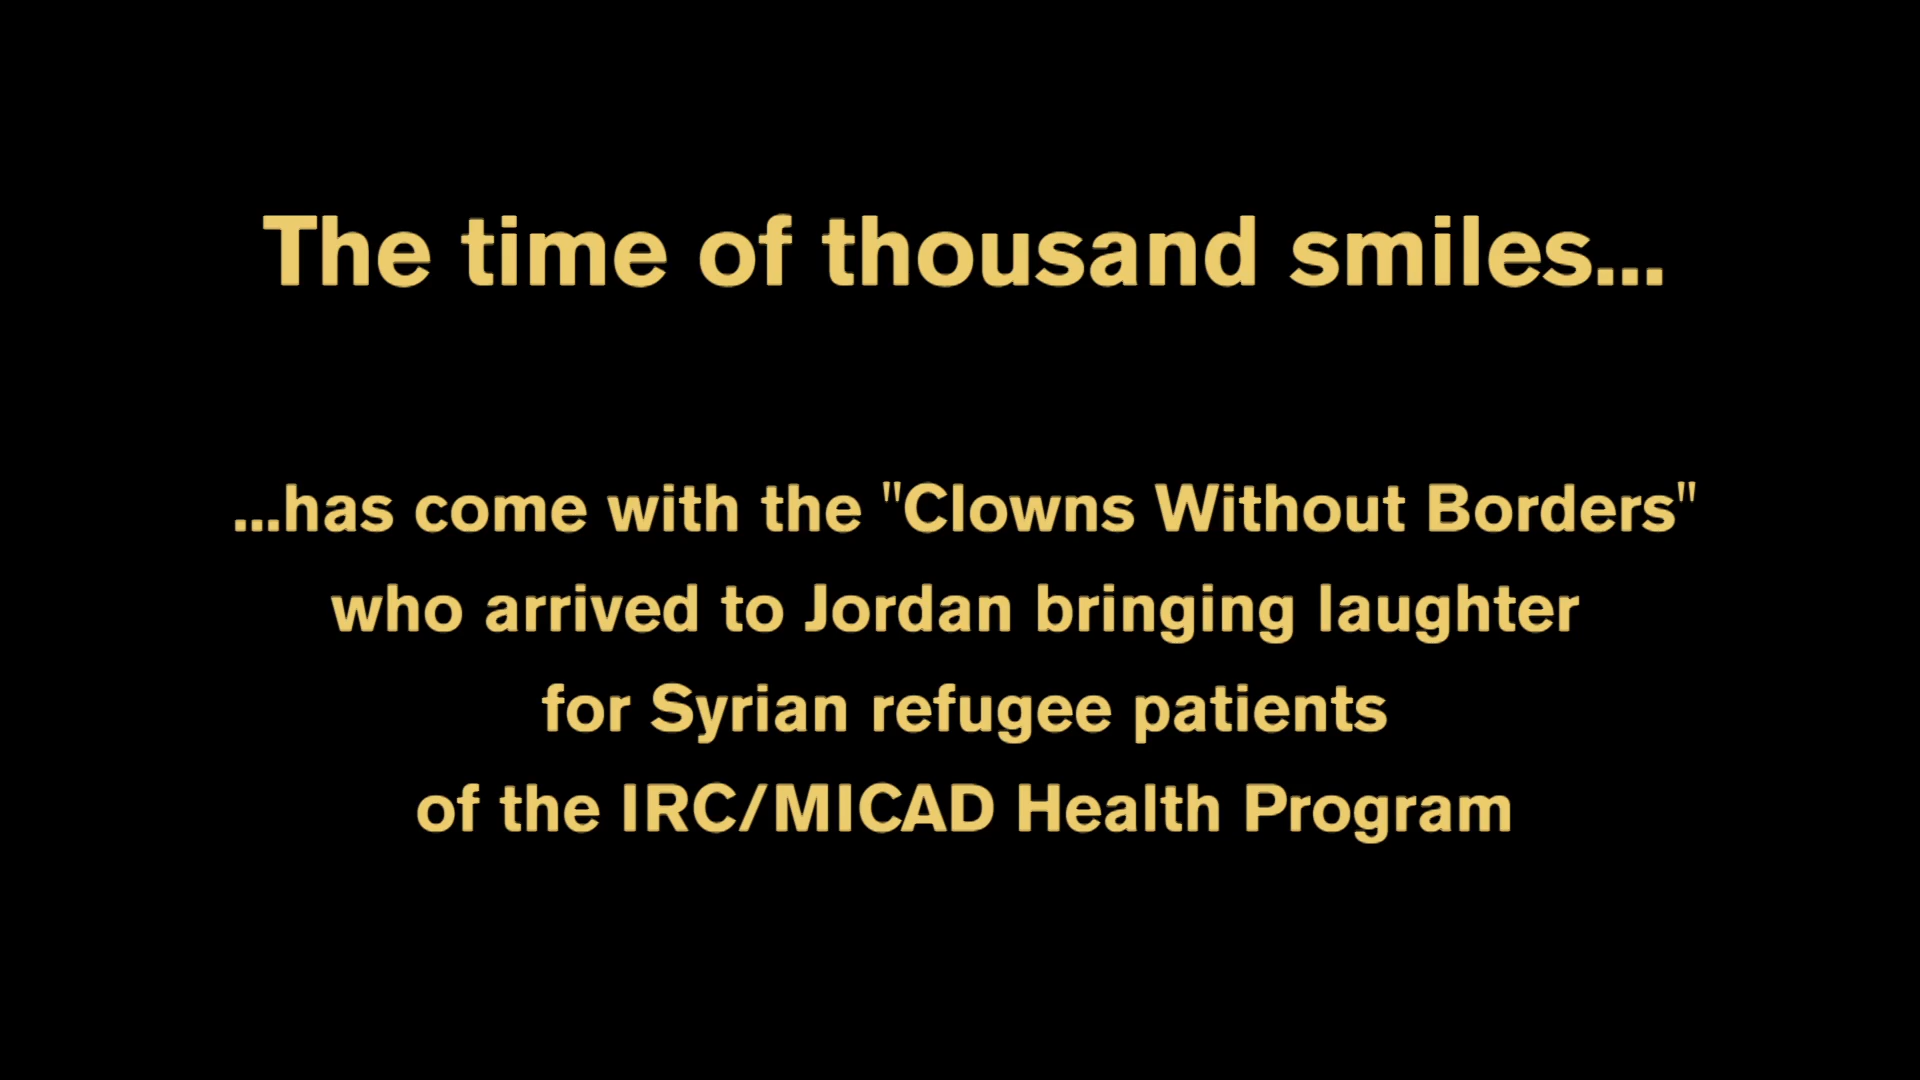 The time of thousand smiles...
...has come with the "Clowns Without Borders"
who arrived to Jordan bringing laughter
for Syrian refugee patients
of the IRC/MICAD Health Program